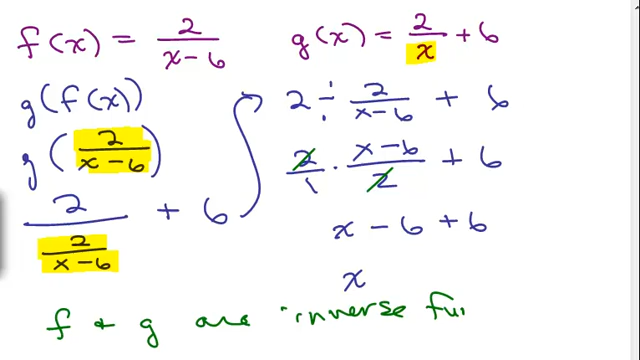 f(x) = 2/(x-6)
g(x) = 2/x + 6
g(f(x))
g(2/(x-6))
2/(2/(x-6)) + 6
2 ÷ 2/(x-6) + 6
2/1 · (x-6)/2 + 6
x - 6 + 6
x
f + g are inverse fu